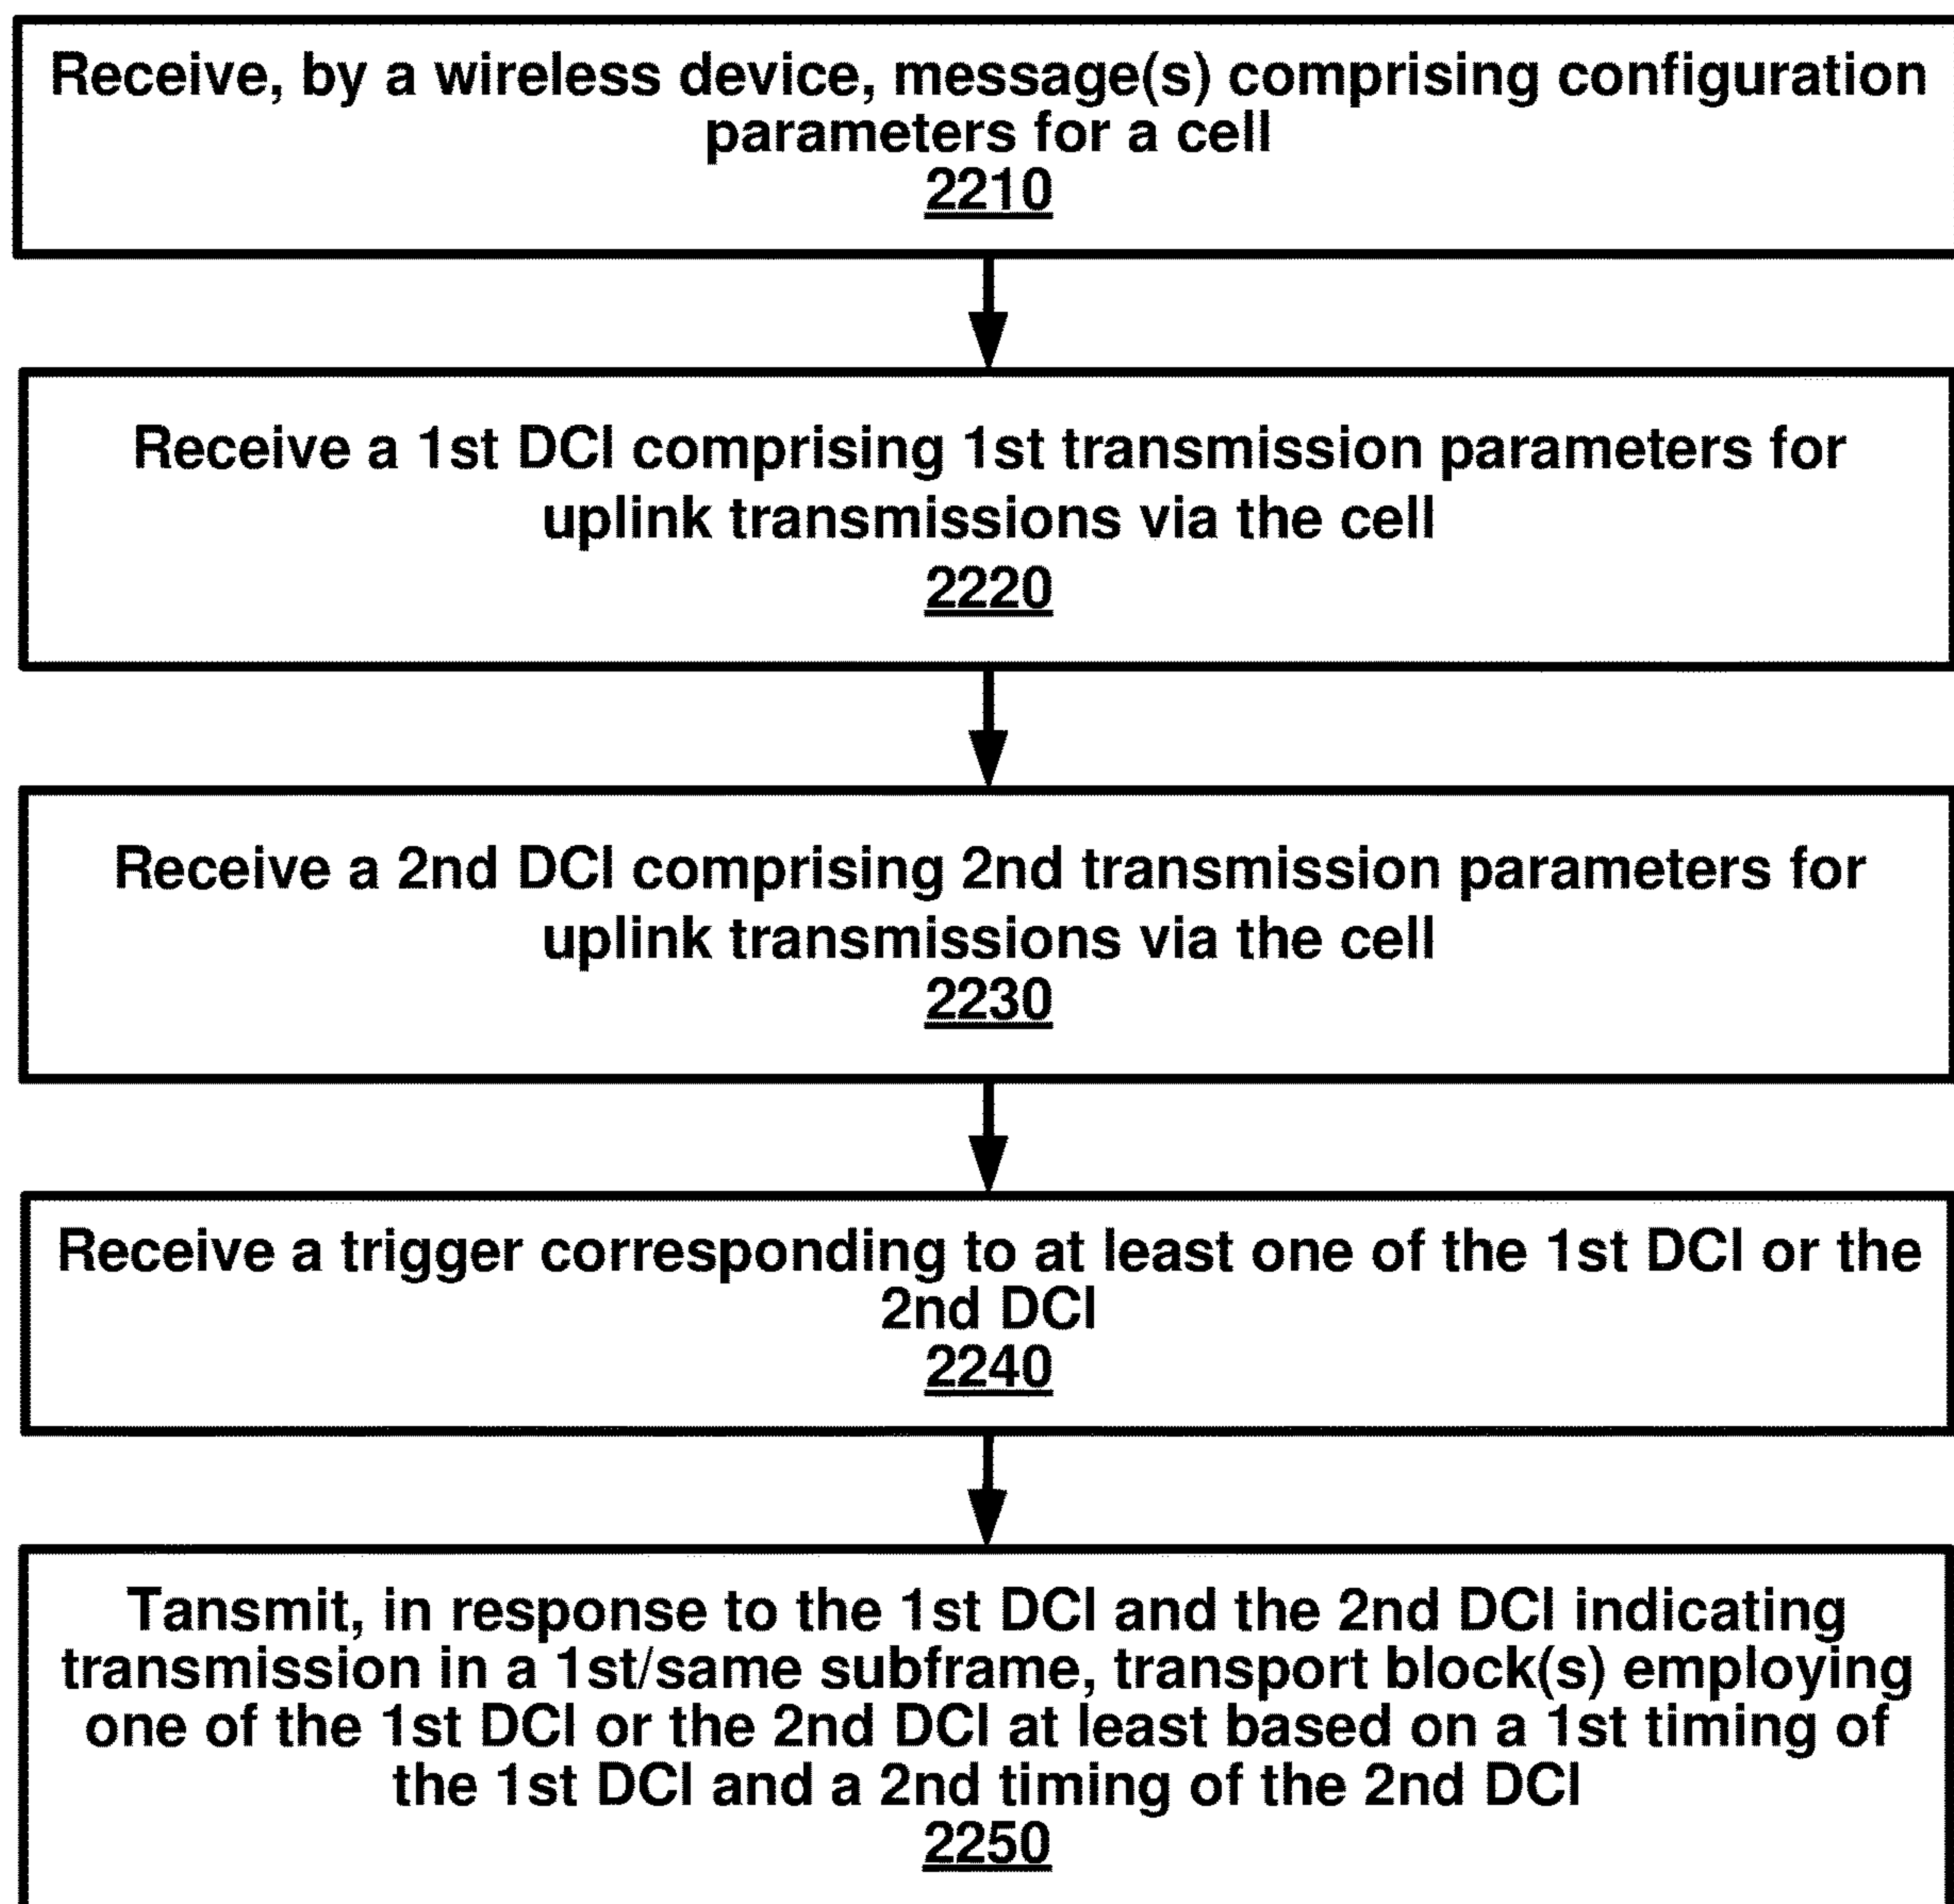 Receive, by a wireless device, message(s) comprising configuration
parameters for a cell
2210
Receive a 1st DCI comprising 1st transmission parameters for
uplink transmissions via the cell
2220
Receive a 2nd DCI comprising 2nd transmission parameters for
uplink transmissions via the cell
2230
Receive a trigger corresponding to at least one of the 1st DCI or the
2nd DCI
2240
Tansmit, in response to the 1st DCI and the 2nd DCI indicating
transmission in a 1st/same subframe, transport block(s) employing
one of the 1st DCI or the 2nd DCI at least based on a 1st timing of
the 1st DCI and a 2nd timing of the 2nd DCI
2250